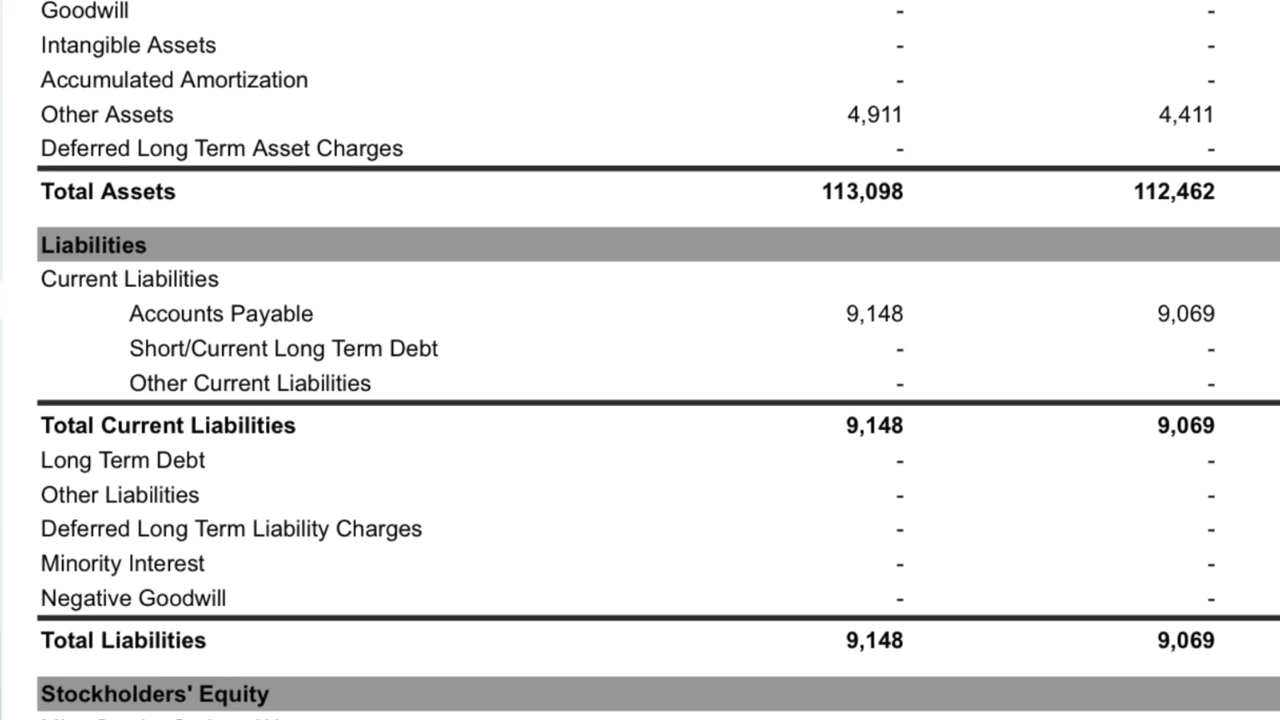 Goodwill - -
Intangible Assets - -
Accumulated Amortization - -
Other Assets 4,911 4,411
Deferred Long Term Asset Charges - -
Total Assets 113,098 112,462
Liabilities
Current Liabilities
Accounts Payable 9,148 9,069
Short/Current Long Term Debt - -
Other Current Liabilities - -
Total Current Liabilities 9,148 9,069
Long Term Debt - -
Other Liabilities - -
Deferred Long Term Liability Charges - -
Minority Interest - -
Negative Goodwill - -
Total Liabilities 9,148 9,069
Stockholders' Equity